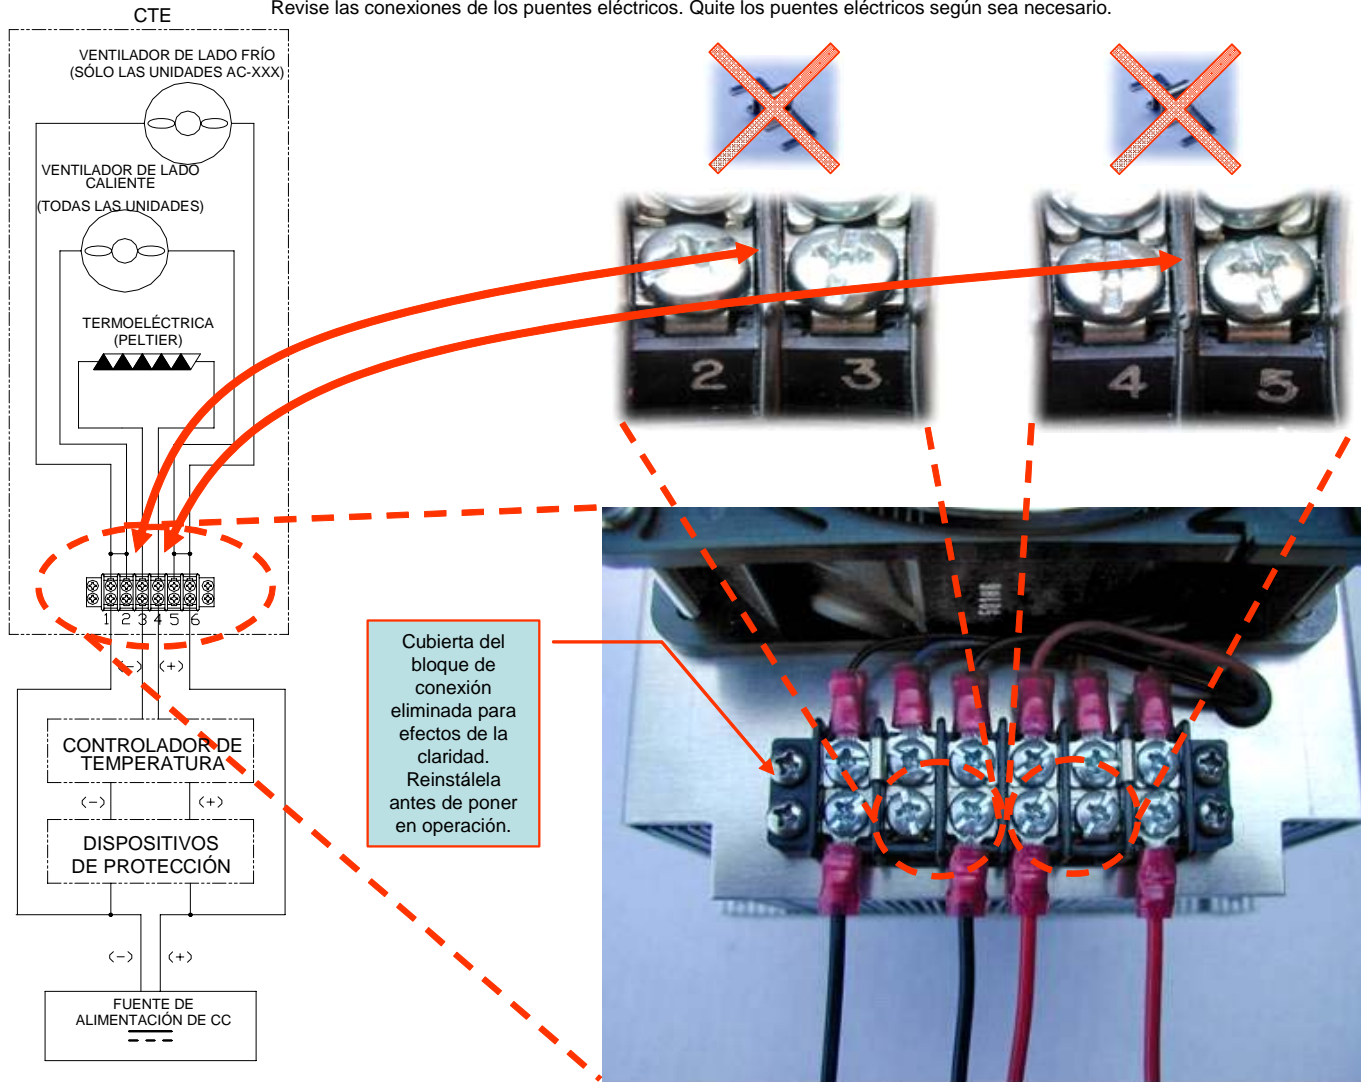 Revise las conexiones de los puentes eléctricos. Quite los puentes eléctricos según sea necesario.
CTE
VENTILADOR DE LADO FRÍO
(SÓLO LAS UNIDADES AC-XXX)
VENTILADOR DE LADO
CALIENTE
(TODAS LAS UNIDADES)
TERMOELÉCTRICA
(PELTIER)
2 3
4 5
1 2 3 4 5 6
(-) (+)
CONTROLADOR DE
TEMPERATURA
(-) (+)
DISPOSITIVOS
DE PROTECCIÓN
(-) (+)
FUENTE DE
ALIMENTACIÓN DE CC
Cubierta del
bloque de
conexión
eliminada para
efectos de la
claridad.
Reinstálela
antes de poner
en operación.